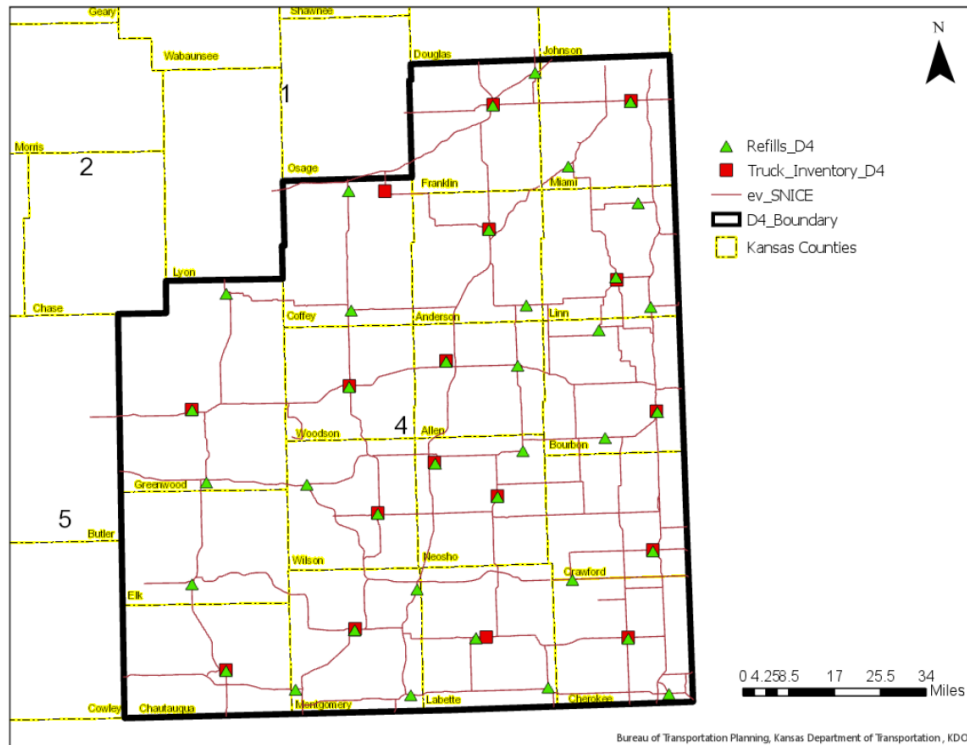 Geary
Shawnee
Douglas
Johnson
Wabaunsee
1
Morris
2
Osage
Franklin
Miami
Lyon
Chase
Coffey
Anderson
Linn
Woodson
4
Allen
Bourbon
Greenwood
5
Butler
Wilson
Neosho
Crawford
Elk
Cowley
Chautauqua
Montgomery
Labette
Cherokee
N
Refills_D4
Truck_Inventory_D4
ev_SNICE
D4_Boundary
Kansas Counties
0 4.25 8.5 17 25.5 34
Miles
Bureau of Transportation Planning, Kansas Department of Transportation , KDO